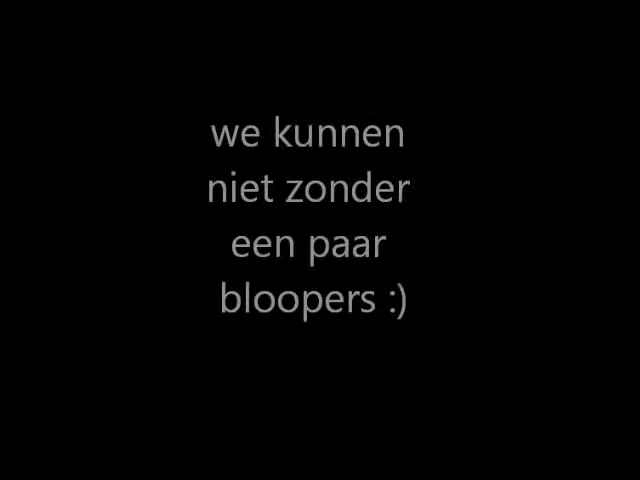 we kunnen
niet zonder
een paar
bloopers :)